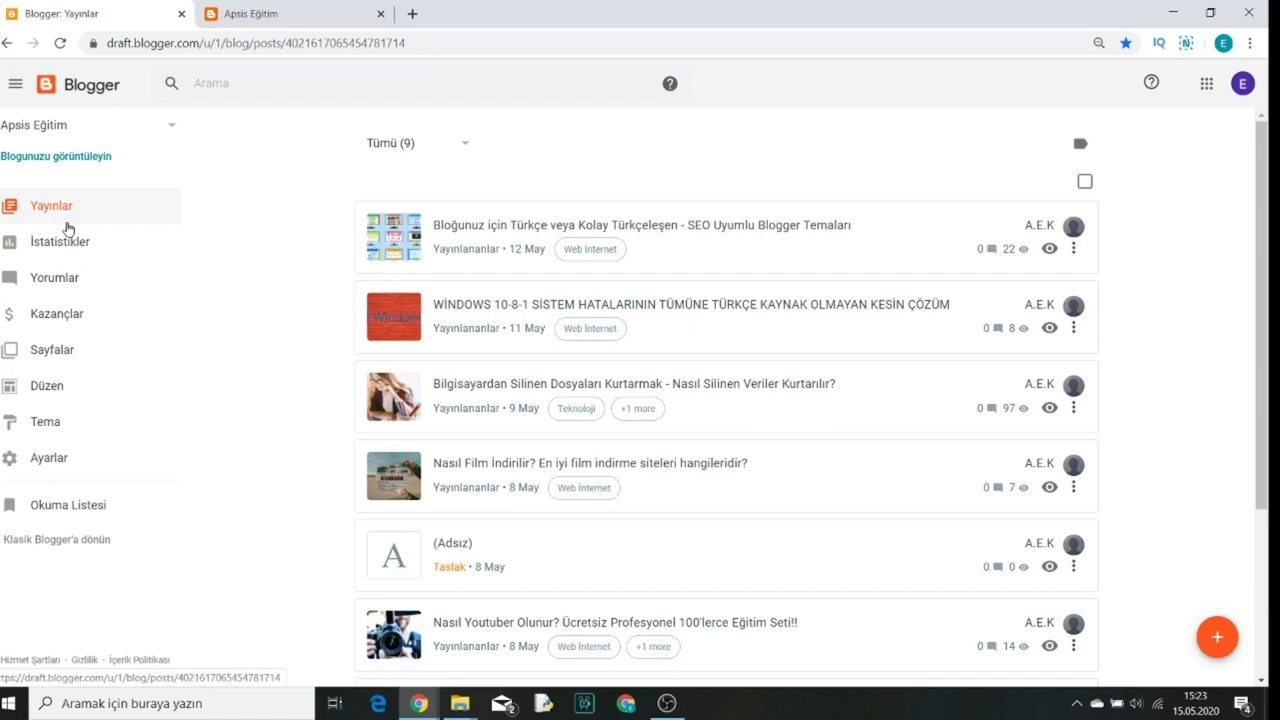 Blogger: Yayınlar
Apsis Eğitim
draft.blogger.com/u/1/blog/posts/4021617065454781714
IQ
N
E
Blogger
Arama
E
Apsis Eğitim
Blogunuzu görüntüleyin
Yayınlar
İstatistikler
Yorumlar
Kazançlar
Sayfalar
Düzen
Tema
Ayarlar
Okuma Listesi
Klasik Blogger'a dönün
Hizmet Şartları · Gizlilik · İçerik Politikası
ttps://draft.blogger.com/u/1/blog/posts/4021617065454781714
Tümü (9)
Bloğunuz için Türkçe veya Kolay Türkçeleşen - SEO Uyumlu Blogger Temaları
A.E.K
Yayınlananlar • 12 May
Web İnternet
0
22
WİNDOWS 10-8-1 SİSTEM HATALARININ TÜMÜNE TÜRKÇE KAYNAK OLMAYAN KESİN ÇÖZÜM
A.E.K
Window
Yayınlananlar • 11 May
Web İnternet
0
8
Bilgisayardan Silinen Dosyaları Kurtarmak - Nasıl Silinen Veriler Kurtarılır?
A.E.K
Yayınlananlar • 9 May
Teknoloji
+1 more
0
97
Nasıl Film İndirilir? En iyi film indirme siteleri hangileridir?
A.E.K
Yayınlananlar • 8 May
Web İnternet
0
7
A
(Adsız)
A.E.K
Taslak • 8 May
0
0
Nasıl Youtuber Olunur? Ücretsiz Profesyonel 100'lerce Eğitim Seti!!
A.E.K
Yayınlananlar • 8 May
Web İnternet
+1 more
0
14
Aramak için buraya yazın
2
15:23
15.05.2020
4